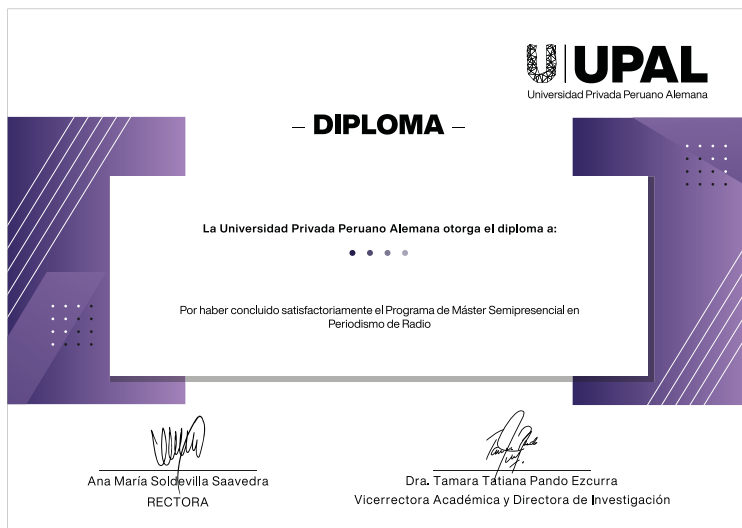 UPAL
Universidad Privada Peruano Alemana
– DIPLOMA –
La Universidad Privada Peruano Alemana otorga el diploma a:
Por haber concluido satisfactoriamente el Programa de Máster Semipresencial en
Periodismo de Radio
Ana María Soldevilla Saavedra
RECTORA
Dra. Tamara Tatiana Pando Ezcurra
Vicerrectora Académica y Directora de Investigación